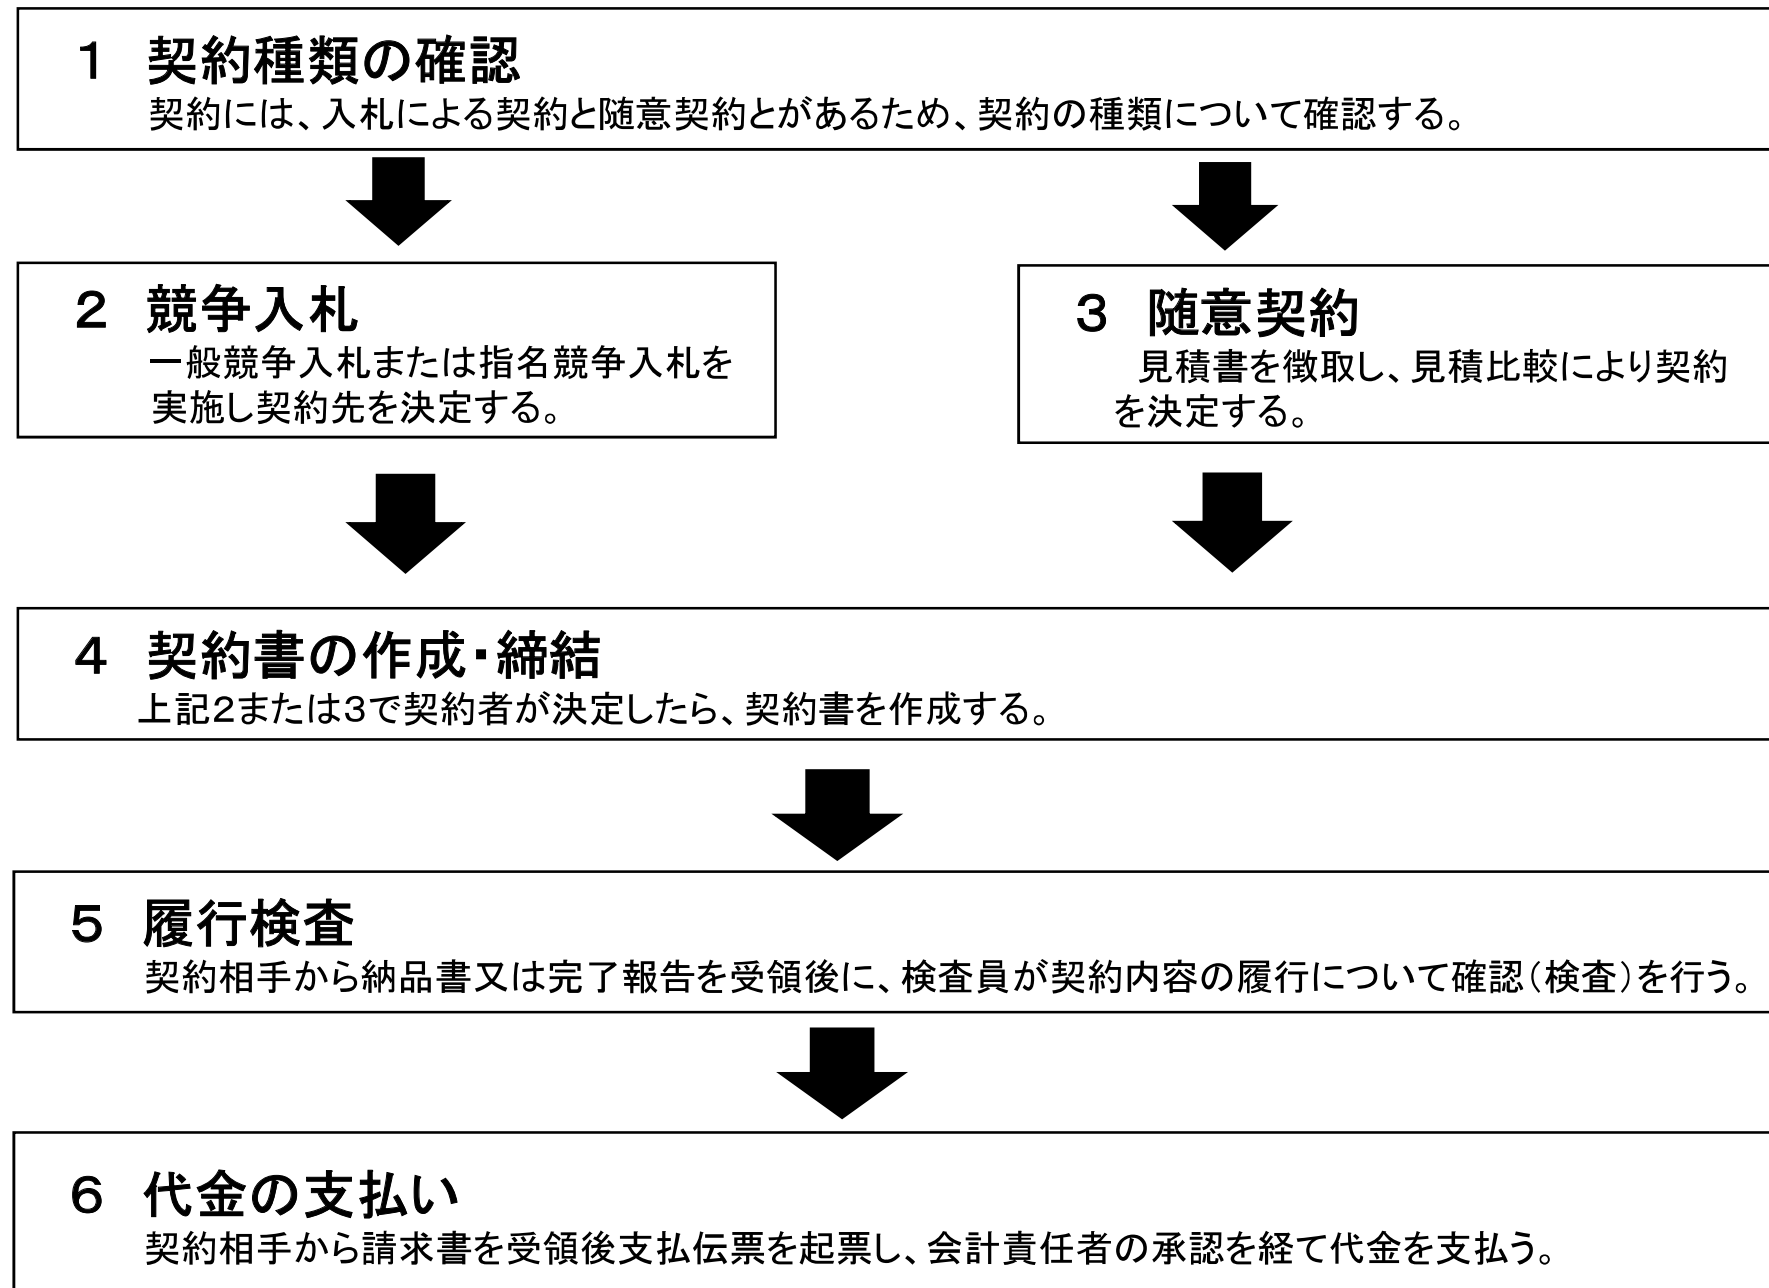 1 契約種類の確認
契約には、入札による契約と随意契約とがあるため、契約の種類について確認する。
2 競争入札
一般競争入札または指名競争入札を
実施し契約先を決定する。
3 随意契約
見積書を徴取し、見積比較により契約
を決定する。
4 契約書の作成・締結
上記2または3で契約者が決定したら、契約書を作成する。
5 履行検査
契約相手から納品書又は完了報告を受領後に、検査員が契約内容の履行について確認(検査)を行う。
6 代金の支払い
契約相手から請求書を受領後支払伝票を起票し、会計責任者の承認を経て代金を支払う。